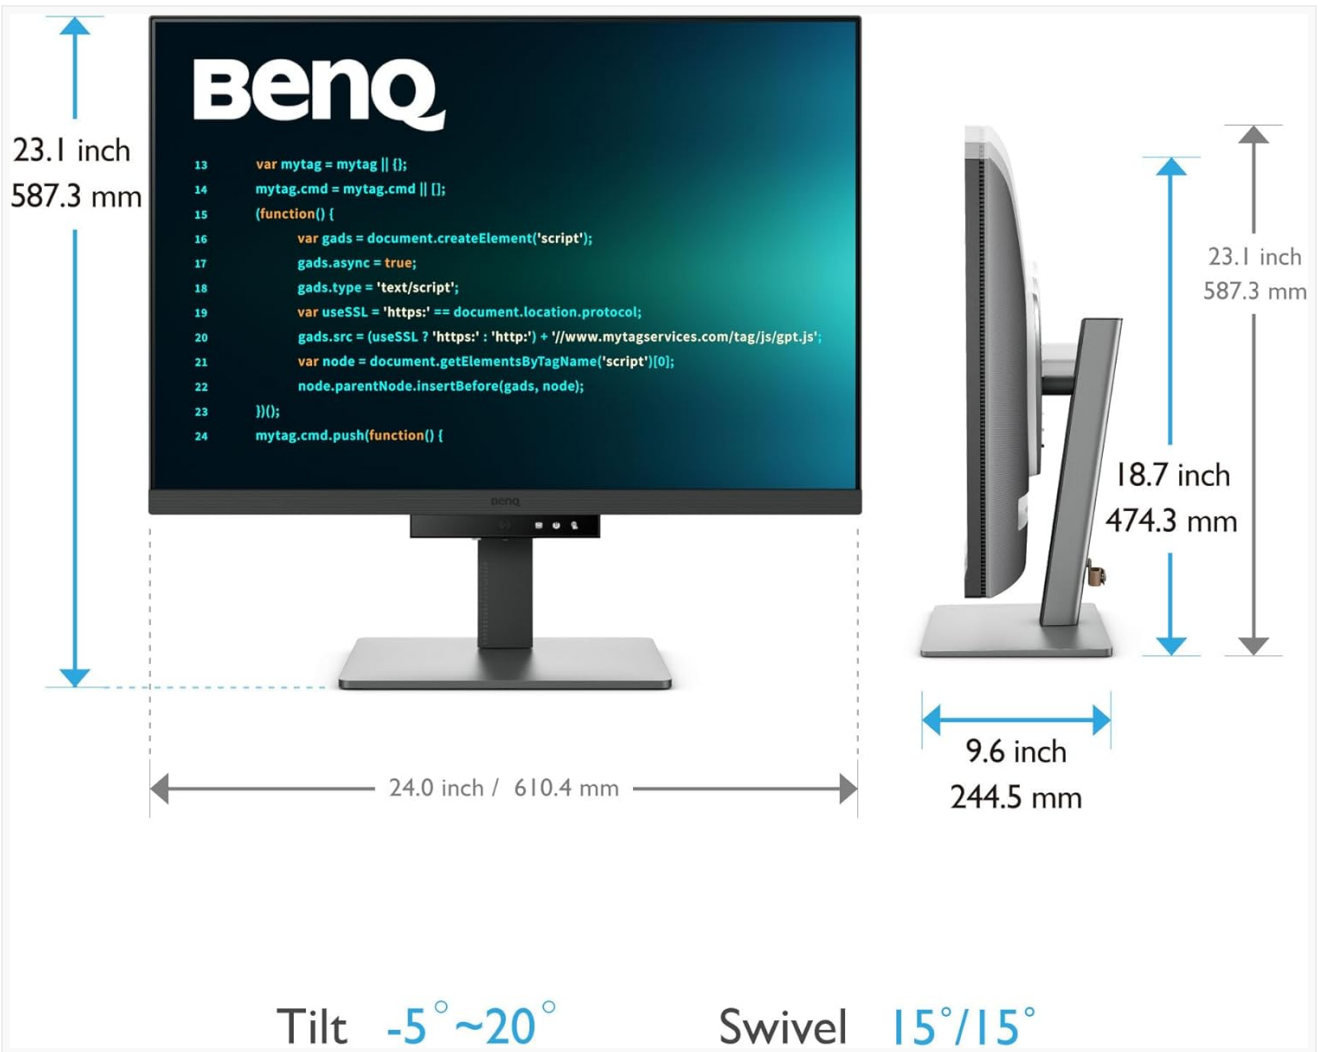 BenQ
23.1 inch
587.3 mm
13 var mytag = mytag || {};
14 mytag.cmd = mytag.cmd || [];
15 (function() {
16 var gads = document.createElement('script');
17 gads.async = true;
18 gads.type = 'text/script';
19 var useSSL = 'https:' == document.location.protocol;
20 gads.src = (useSSL ? 'https:' : 'http:') + '//www.mytagservices.com/tag/js/gpt.js';
21 var node = document.getElementsByTagName('script')[0];
22 node.parentNode.insertBefore(gads, node);
23 })();
24 mytag.cmd.push(function() {
BenQ
23.1 inch
587.3 mm
18.7 inch
474.3 mm
24.0 inch / 610.4 mm
9.6 inch
244.5 mm
Tilt -5°~20° Swivel 15°/15°